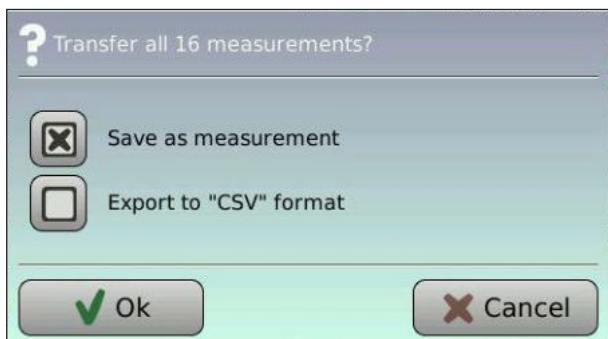 Transfer all 16 measurements?
Save as measurement
Export to "CSV" format
Ok
Cancel